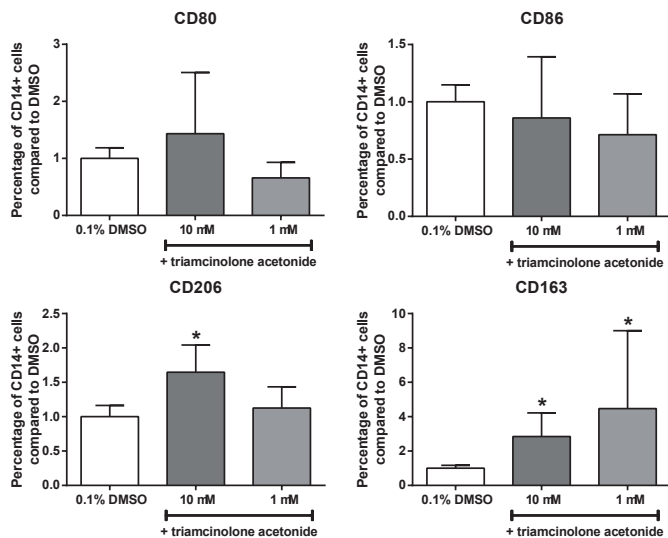 CD80
Percentage of CD14+ cells
compared to DMSO
3
2
1
0
0.1% DMSO
10 mM
1 mM
+ triamcinolone acetonide
CD86
Percentage of CD14+ cells
compared to DMSO
1.5
1.0
0.5
0.0
0.1% DMSO
10 mM
1 mM
+ triamcinolone acetonide
CD206
Percentage of CD14+ cells
compared to DMSO
2.5
2.0
1.5
1.0
0.5
0.0
*
0.1% DMSO
10 mM
1 mM
+ triamcinolone acetonide
CD163
Percentage of CD14+ cells
compared to DMSO
10
8
6
4
2
0
*
*
0.1% DMSO
10 mM
1 mM
+ triamcinolone acetonide